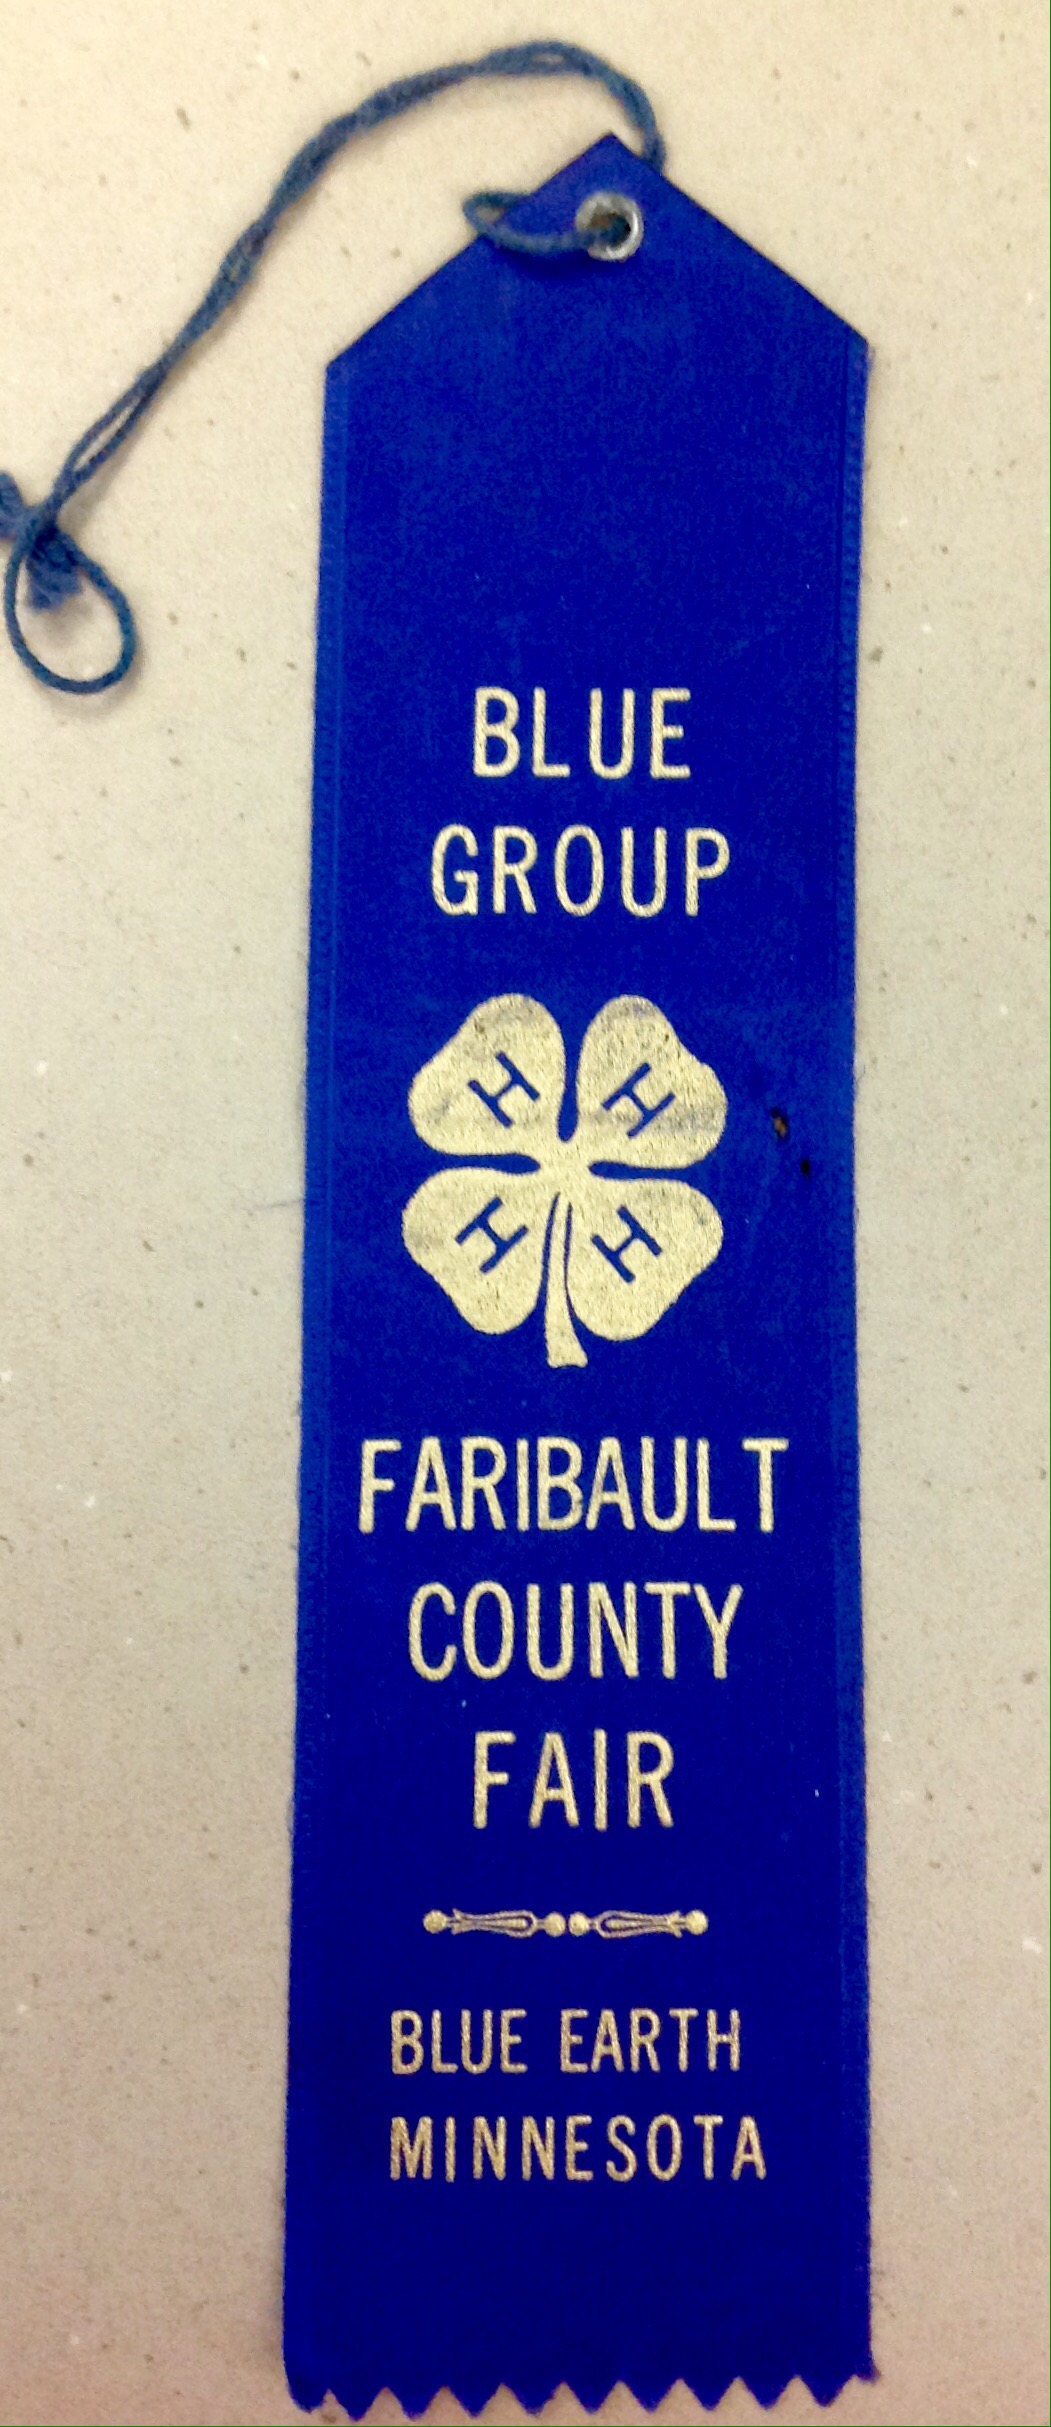 BLUE
GROUP
H H
H H
FARIBAULT
COUNTY
FAIR
BLUE EARTH
MINNESOTA